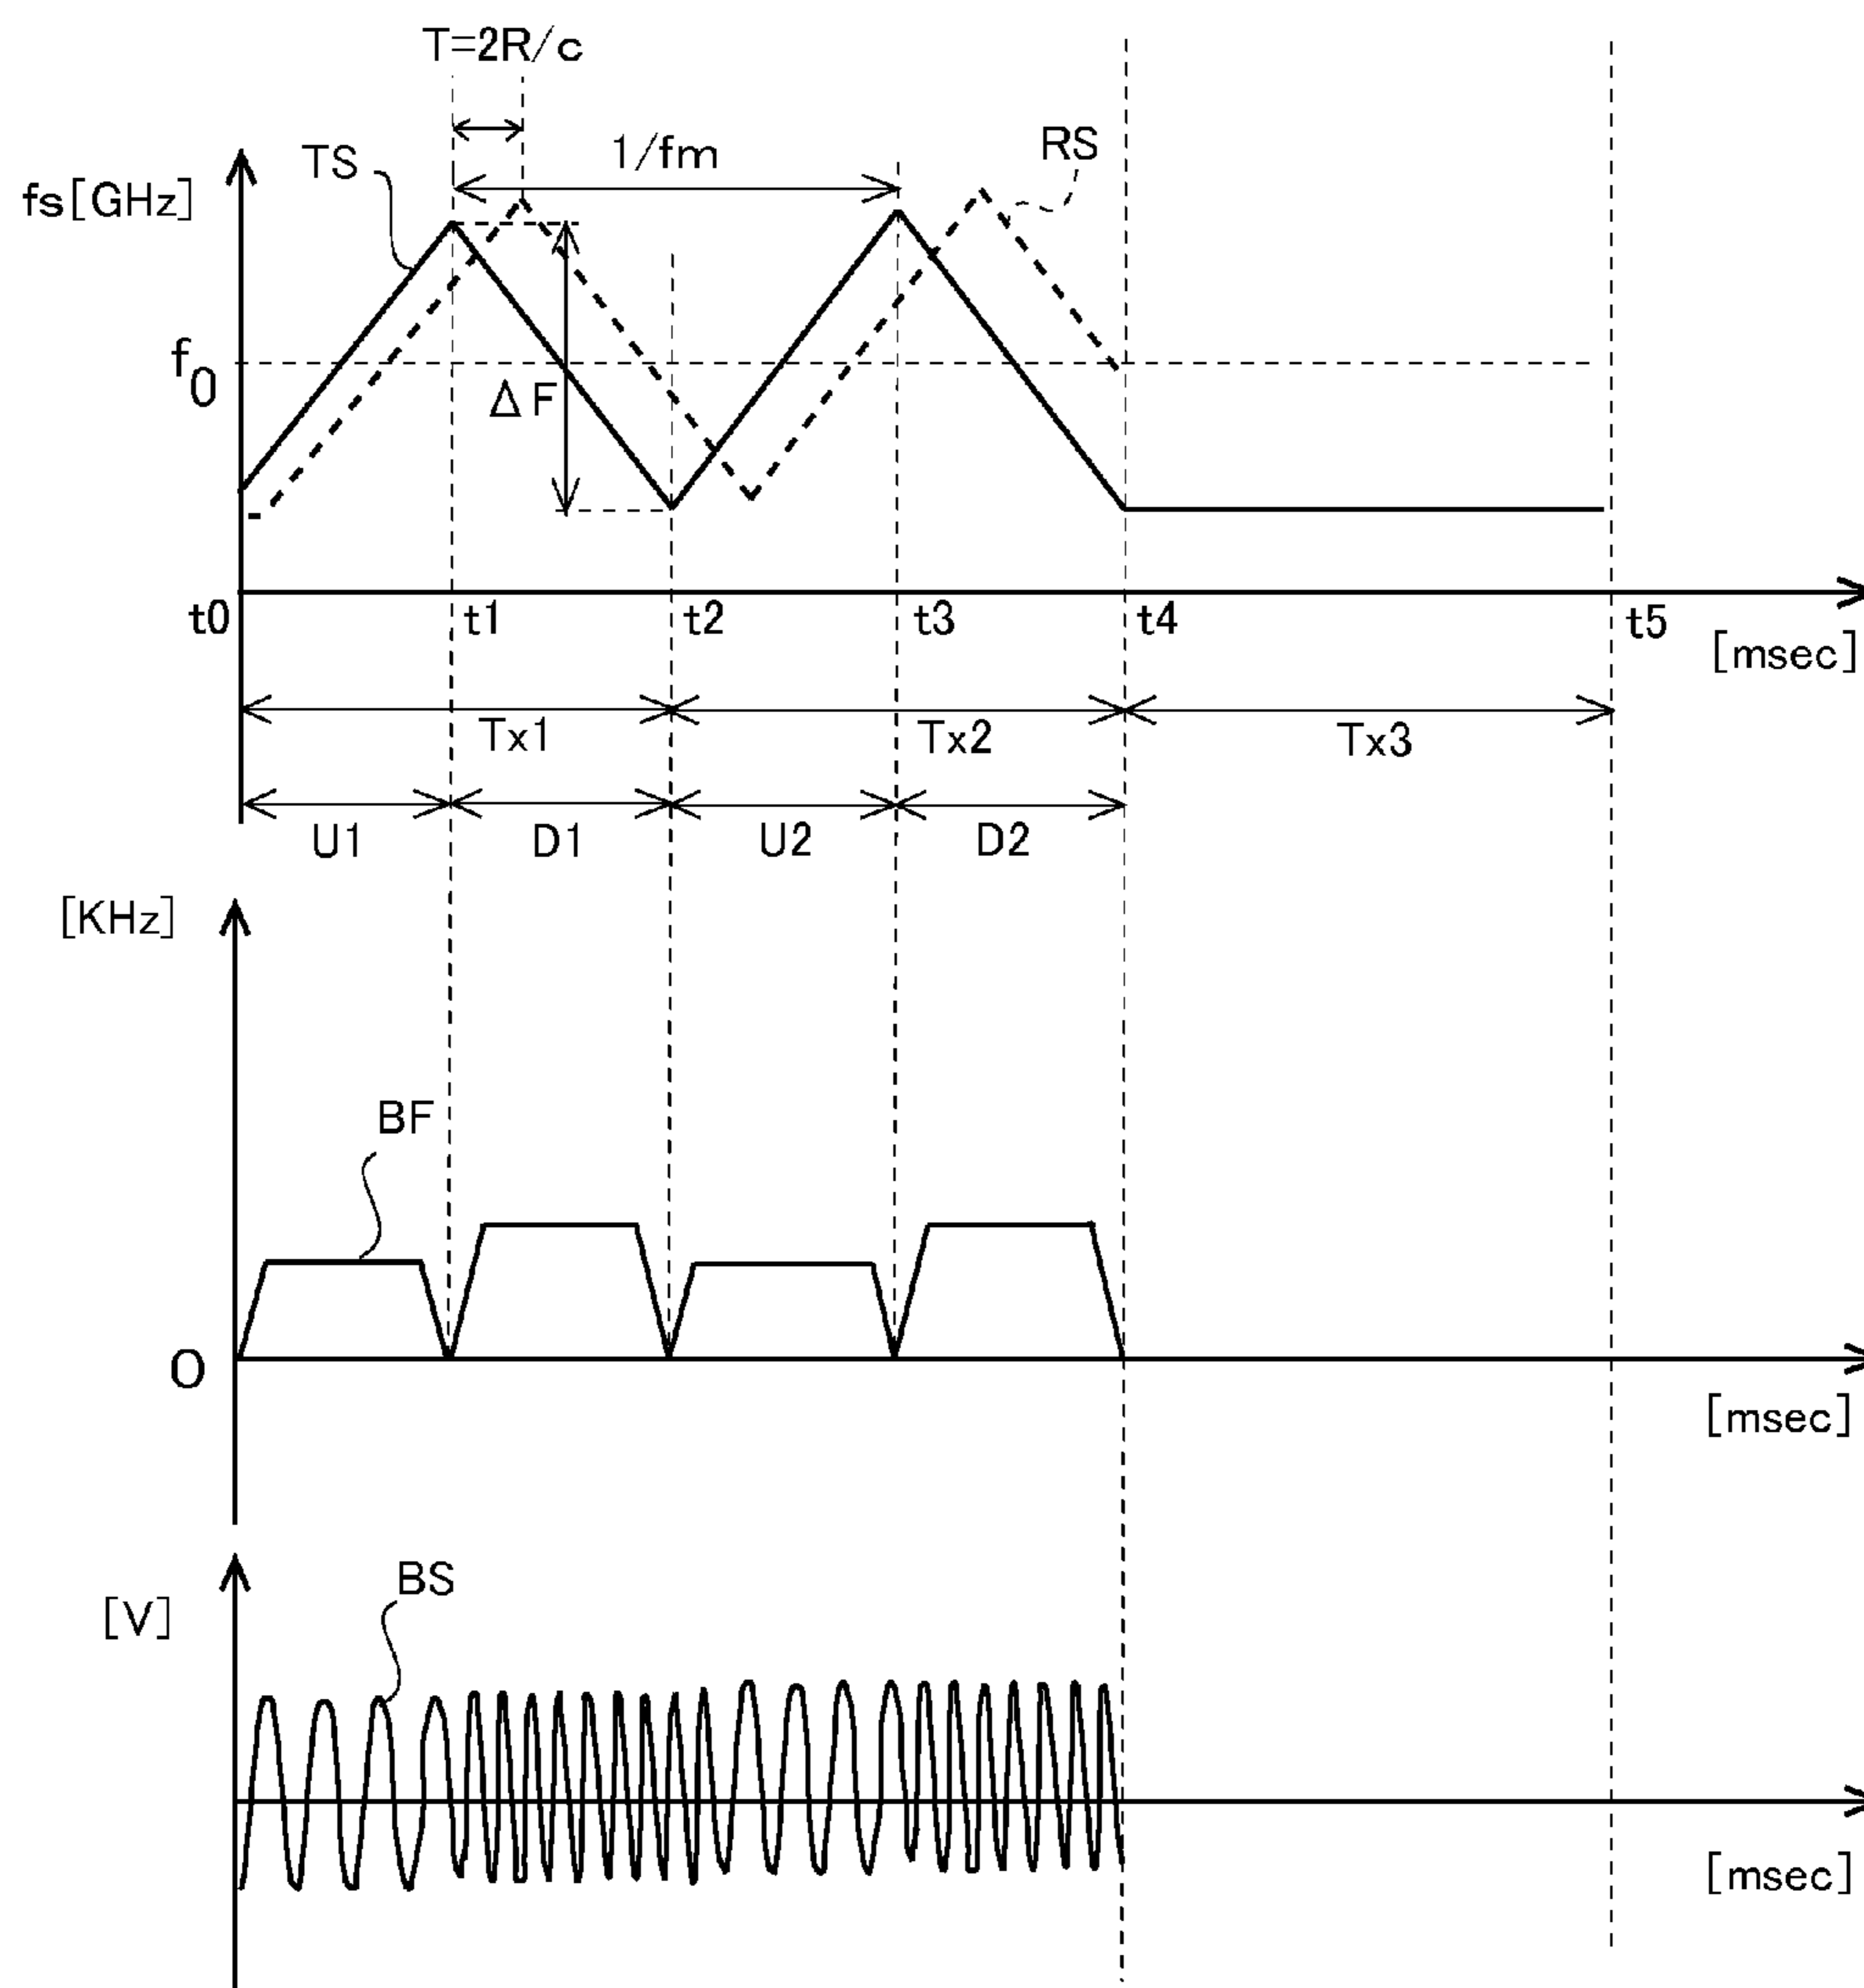 T=2R/c
TS
1/fm
RS
fs[GHz]
f0
ΔF
t0 t1 t2 t3 t4 t5
[msec]
Tx1 Tx2 Tx3
U1 D1 U2 D2
[KHz]
BF
0
[msec]
BS
[V]
[msec]